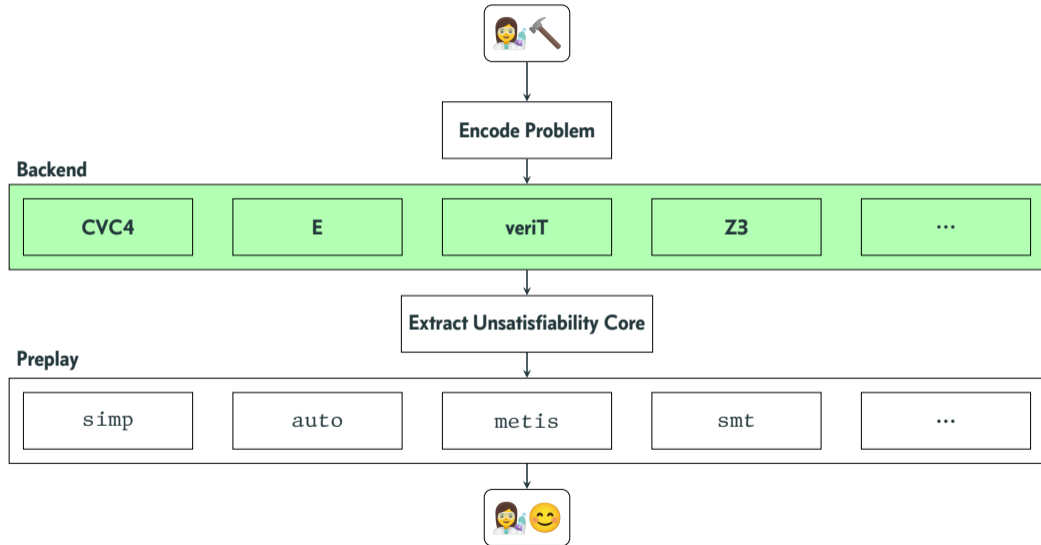 Encode Problem
Backend
CVC4
E
veriT
Z3
...
Extract Unsatisfiability Core
Preplay
simp
auto
metis
smt
...